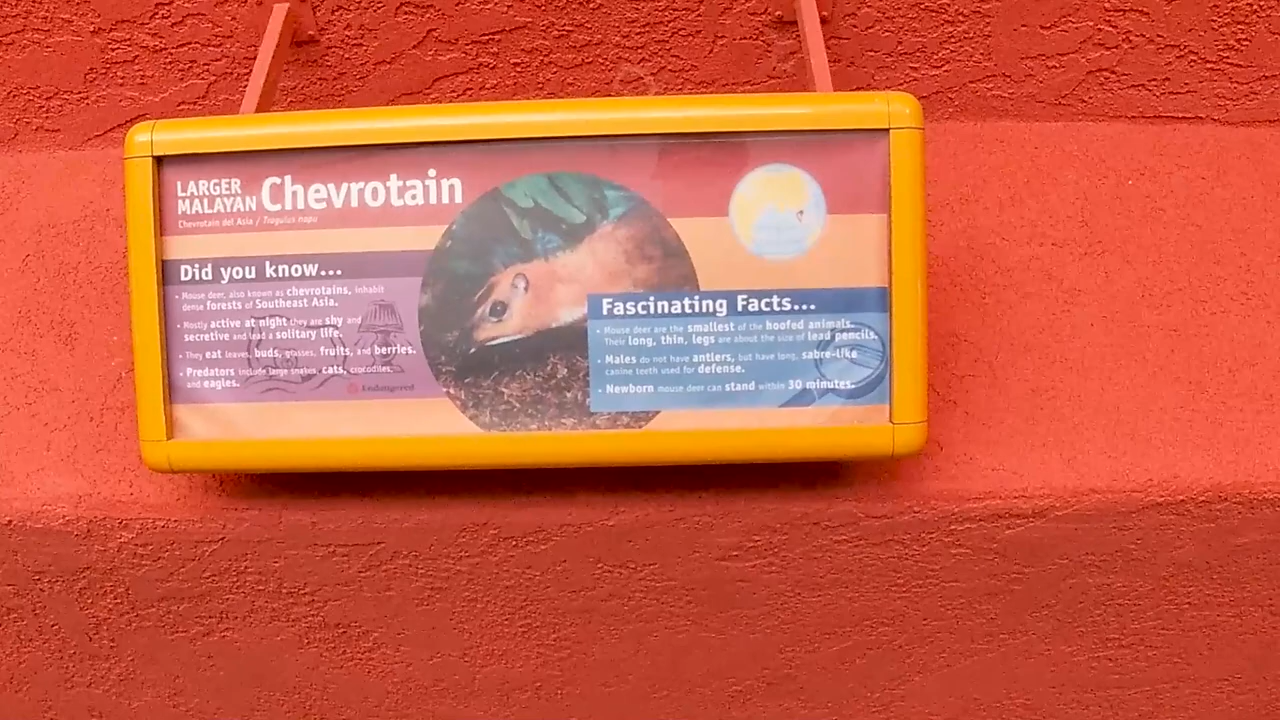 LARGER
MALAYAN Chevrotain
Chevrotain del Asia / Tragulus napu
Did you know...
• Mouse deer, also known as chevrotains, inhabit
dense forests of Southeast Asia.
• Mostly active at night they are shy and
secretive and lead a solitary life.
• They eat leaves, buds, grasses, fruits, and berries.
• Predators include large snakes, cats, crocodiles,
and eagles.
Endangered
Fascinating Facts...
• Mouse deer are the smallest of the hoofed animals.
Their long, thin, legs are about the size of lead pencils.
• Males do not have antlers, but have long, sabre-like
canine teeth used for defense.
• Newborn mouse deer can stand within 30 minutes.